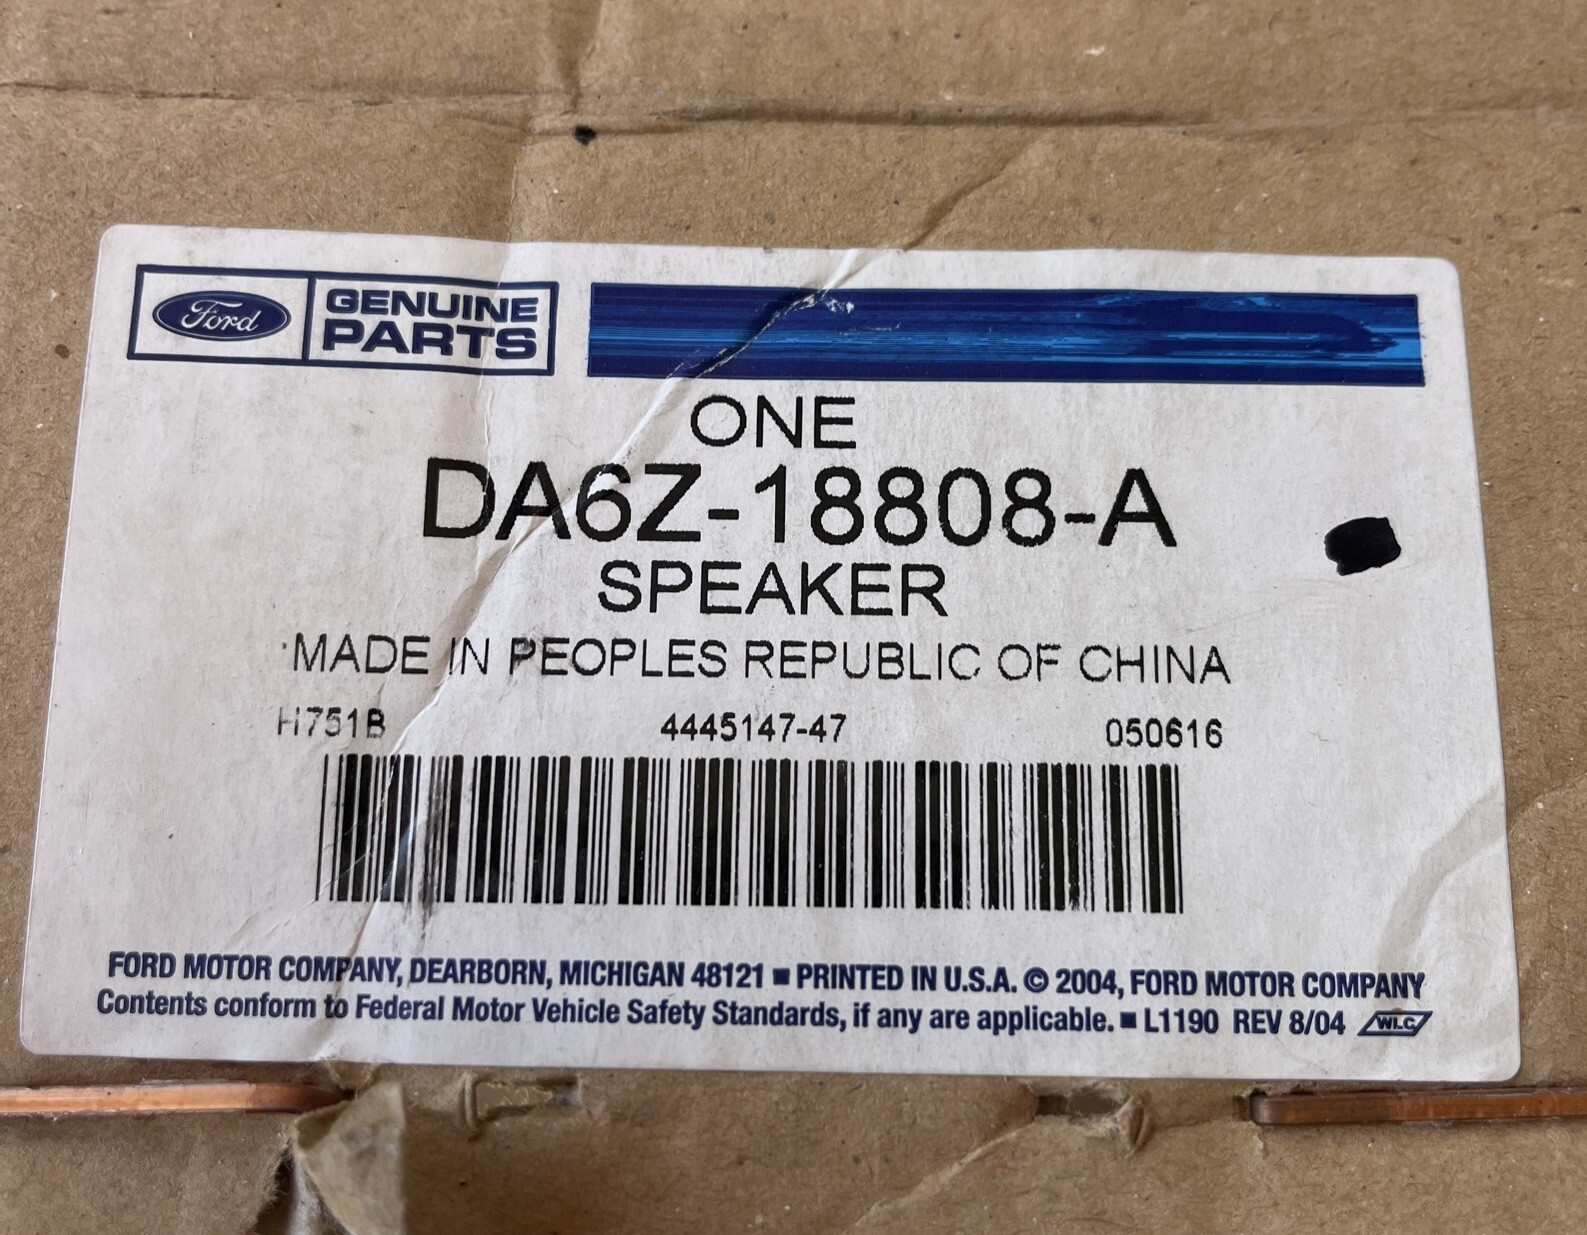 Ford GENUINE PARTS
ONE
DA6Z-18808-A
SPEAKER
MADE IN PEOPLES REPUBLIC OF CHINA
H751B 4445147-47 050616
FORD MOTOR COMPANY, DEARBORN, MICHIGAN 48121 ■ PRINTED IN U.S.A. © 2004, FORD MOTOR COMPANY
Contents conform to Federal Motor Vehicle Safety Standards, if any are applicable. ■ L1190 REV 8/04 WLC